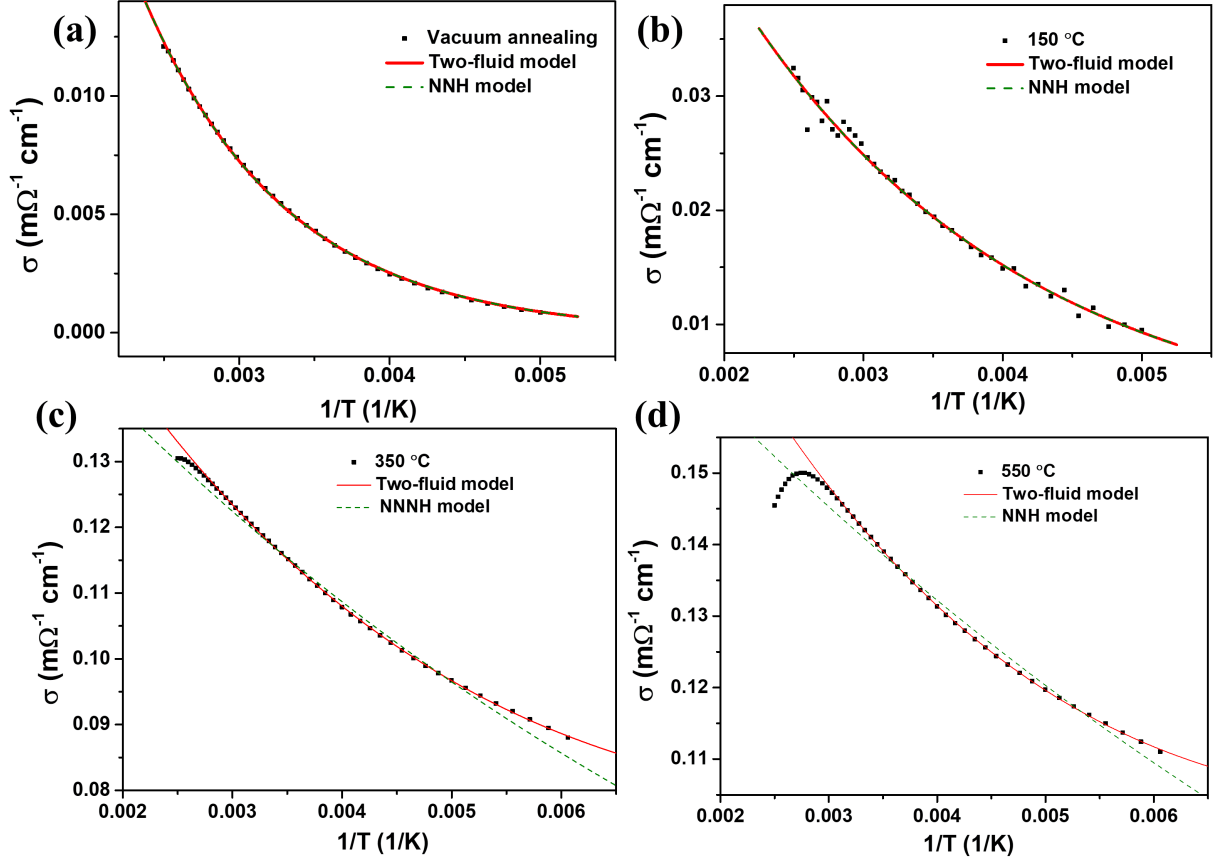 (a)
Vacuum annealing
Two-fluid model
NNH model
0.010
0.005
0.000
σ (mΩ⁻¹ cm⁻¹)
0.003 0.004 0.005
1/T (1/K)
(b)
150 °C
Two-fluid model
NNH model
0.03
0.02
0.01
σ (mΩ⁻¹ cm⁻¹)
0.002 0.003 0.004 0.005
1/T (1/K)
(c)
350 °C
Two-fluid model
NNNH model
0.13
0.12
0.11
0.10
0.09
0.08
σ (mΩ⁻¹ cm⁻¹)
0.002 0.003 0.004 0.005 0.006
1/T (1/K)
(d)
550 °C
Two-fluid model
NNH model
0.15
0.14
0.13
0.12
0.11
σ (mΩ⁻¹ cm⁻¹)
0.002 0.003 0.004 0.005 0.006
1/T (1/K)